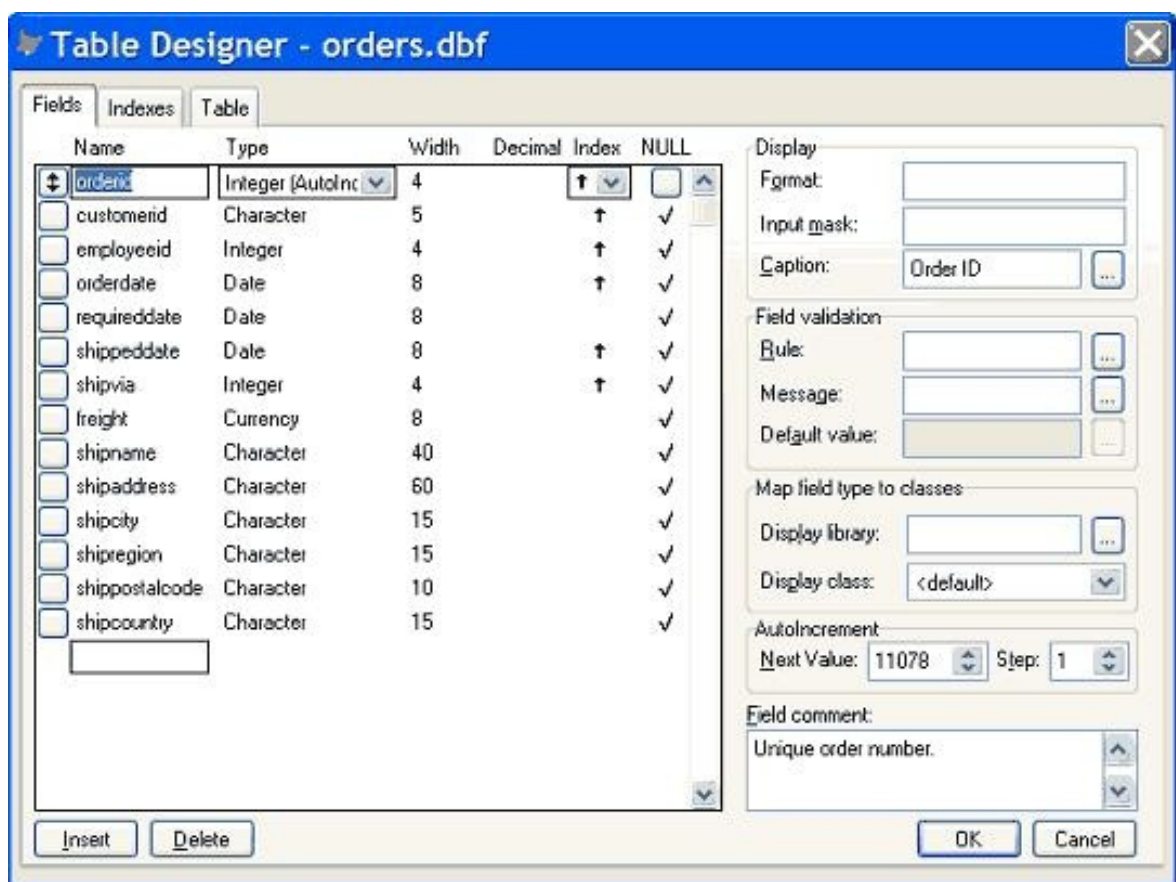 Table Designer - orders.dbf
Fields Indexes Table
Name Type Width Decimal Index NULL
orderid Integer (AutoInc 4
customerid Character 5
employeeid Integer 4
orderdate Date 8
requireddate Date 8
shippeddate Date 8
shipvia Integer 4
freight Currency 8
shipname Character 40
shipaddress Character 60
shipcity Character 15
shipregion Character 15
shippostalcode Character 10
shipcountry Character 15
Display
Format:
Input mask:
Caption: Order ID ...
Field validation
Rule: ...
Message: ...
Default value: ...
Map field type to classes
Display library: ...
Display class: <default>
AutoIncrement
Next Value: 11078 Step: 1
Field comment:
Unique order number.
Insert Delete OK Cancel